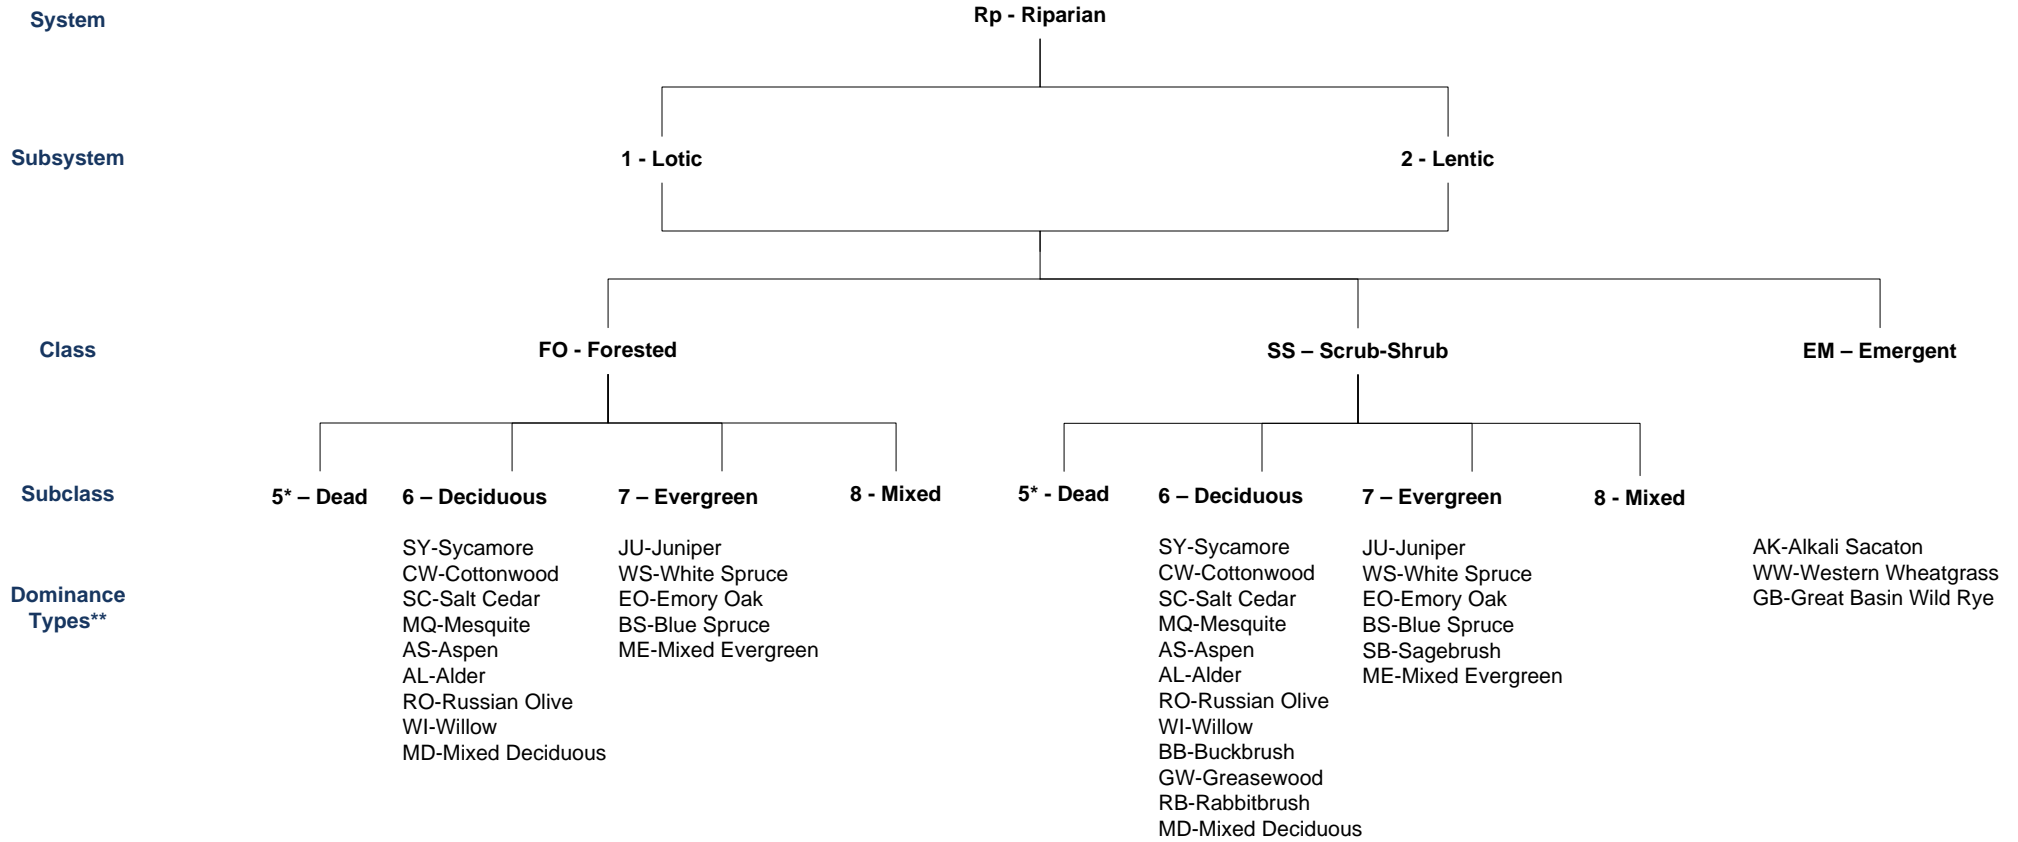 System
Rp - Riparian
Subsystem
1 - Lotic
2 - Lentic
Class
FO - Forested
SS – Scrub-Shrub
EM – Emergent
Subclass
5* – Dead
6 – Deciduous
7 – Evergreen
8 - Mixed
5* - Dead
6 – Deciduous
7 – Evergreen
8 - Mixed
Dominance
Types**
SY-Sycamore
CW-Cottonwood
SC-Salt Cedar
MQ-Mesquite
AS-Aspen
AL-Alder
RO-Russian Olive
WI-Willow
MD-Mixed Deciduous
JU-Juniper
WS-White Spruce
EO-Emory Oak
BS-Blue Spruce
ME-Mixed Evergreen
SY-Sycamore
CW-Cottonwood
SC-Salt Cedar
MQ-Mesquite
AS-Aspen
AL-Alder
RO-Russian Olive
WI-Willow
BB-Buckbrush
GW-Greasewood
RB-Rabbitbrush
MD-Mixed Deciduous
JU-Juniper
WS-White Spruce
EO-Emory Oak
BS-Blue Spruce
SB-Sagebrush
ME-Mixed Evergreen
AK-Alkali Sacaton
WW-Western Wheatgrass
GB-Great Basin Wild Rye